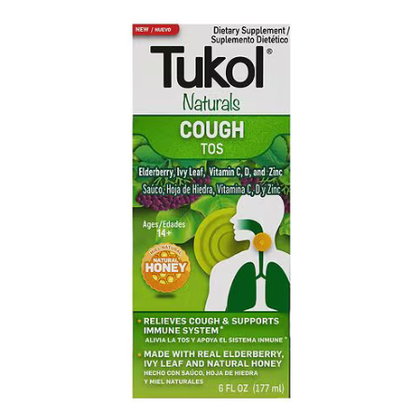 NEW / NUEVO
Dietary Supplement /
Suplemento Dietético
Tukol®
Naturals
COUGH
TOS
Elderberry, Ivy Leaf, Vitamin C, D, and Zinc
Saúco, Hoja de Hiedra, Vitamina C, D y Zinc
Ages/Edades
14+
MIEL NATURAL
NATURAL
HONEY
• RELIEVES COUGH & SUPPORTS
IMMUNE SYSTEM*
ALIVIA LA TOS Y APOYA EL SISTEMA INMUNE*
• MADE WITH REAL ELDERBERRY,
IVY LEAF AND NATURAL HONEY
HECHO CON SAÚCO, HOJA DE HIEDRA
Y MIEL NATURALES
6 FL OZ (177 ml)